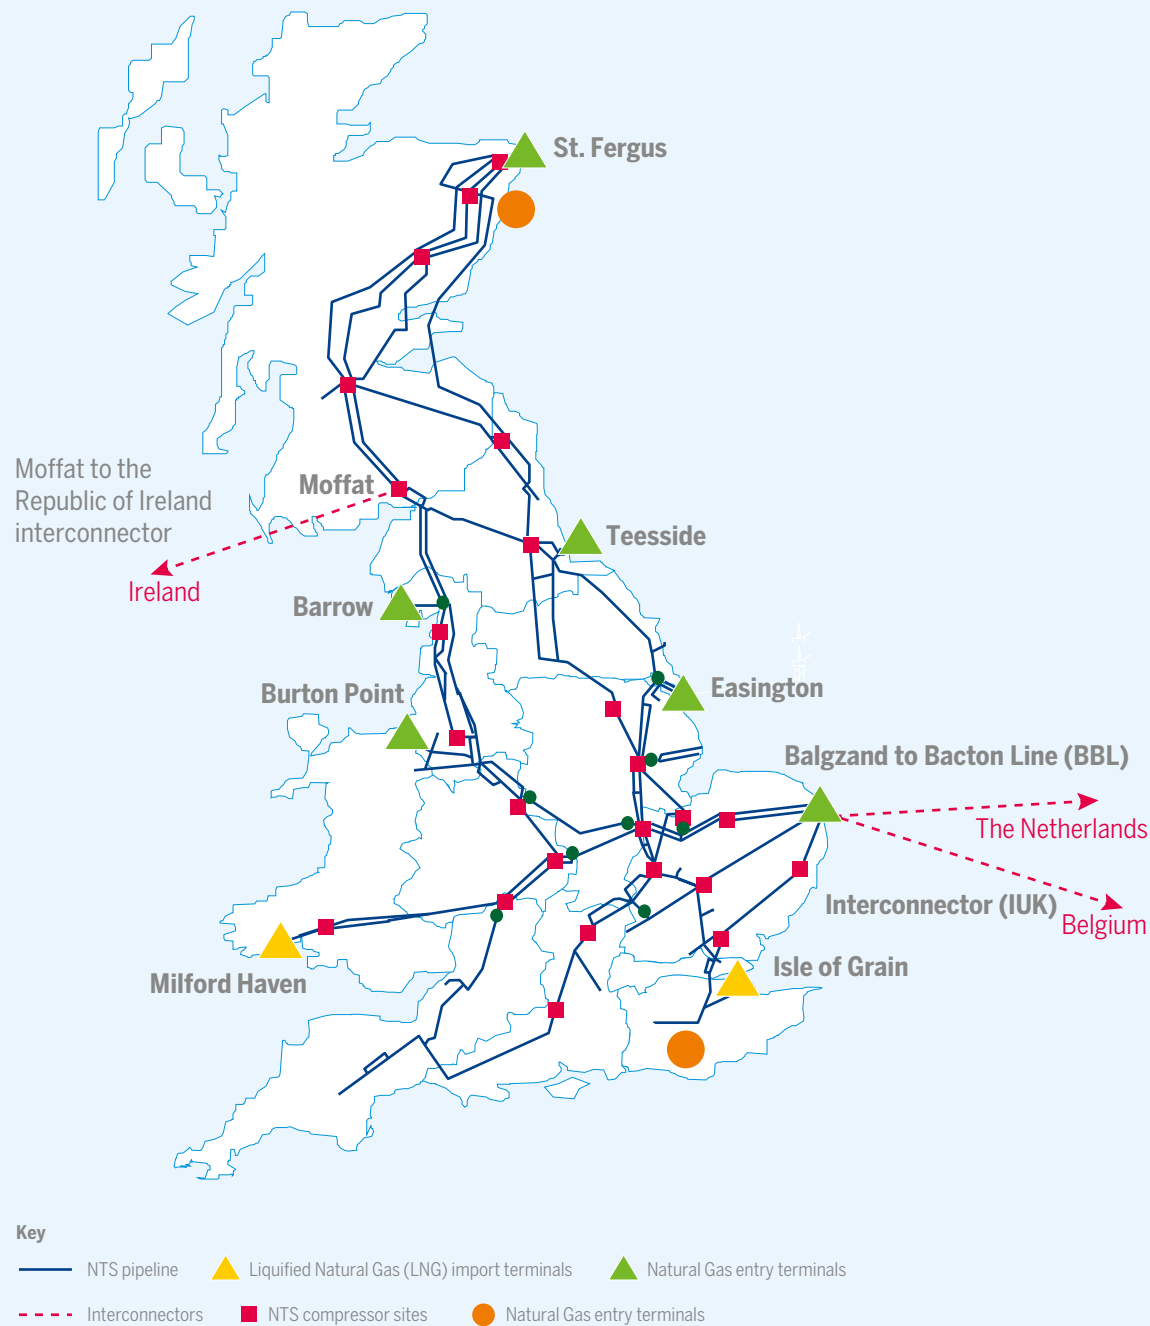 St. Fergus
Moffat to the
Republic of Ireland
interconnector
Moffat
Ireland
Teesside
Barrow
Burton Point
Easington
Balgzand to Bacton Line (BBL)
The Netherlands
Interconnector (IUK)
Belgium
Isle of Grain
Milford Haven
Key
NTS pipeline
Liquified Natural Gas (LNG) import terminals
Natural Gas entry terminals
Interconnectors
NTS compressor sites
Natural Gas entry terminals